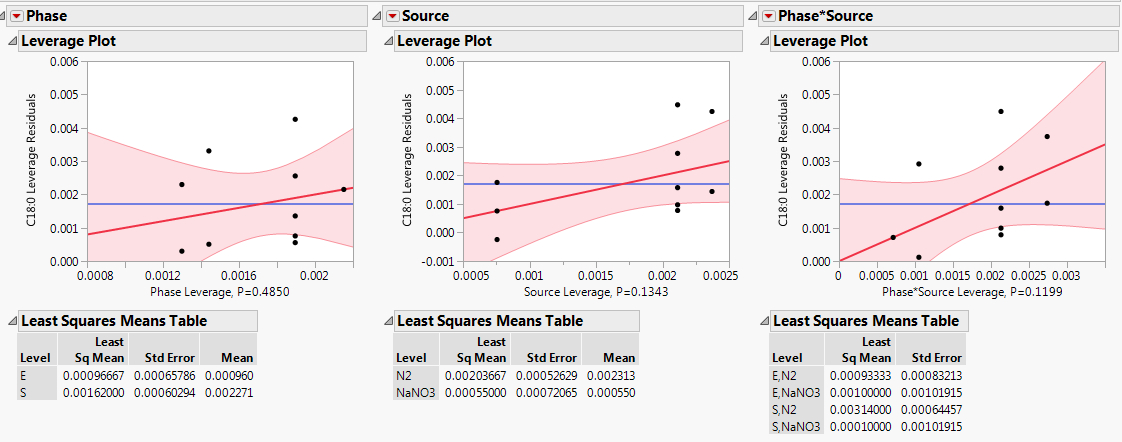 Phase
Leverage Plot
0.006
0.005
0.004
0.003
0.002
0.001
0.000
C18:0 Leverage Residuals
0.0008 0.0012 0.0016 0.002
Phase Leverage, P=0.4850
Least Squares Means Table
Least
Level Sq Mean Std Error Mean
E 0.00096667 0.00065786 0.000960
S 0.00162000 0.00060294 0.002271
Source
Leverage Plot
0.006
0.005
0.004
0.003
0.002
0.001
0.000
-0.001
C18:0 Leverage Residuals
0.0005 0.001 0.0015 0.002 0.0025
Source Leverage, P=0.1343
Least Squares Means Table
Least
Level Sq Mean Std Error Mean
N2 0.00203667 0.00052629 0.002313
NaNO3 0.00055000 0.00072065 0.000550
Phase*Source
Leverage Plot
0.006
0.005
0.004
0.003
0.002
0.001
0.000
C18:0 Leverage Residuals
0 0.0005 0.001 0.0015 0.002 0.0025 0.003
Phase*Source Leverage, P=0.1199
Least Squares Means Table
Least
Level Sq Mean Std Error
E,N2 0.00093333 0.00083213
E,NaNO3 0.00100000 0.00101915
S,N2 0.00314000 0.00064457
S,NaNO3 0.00010000 0.00101915